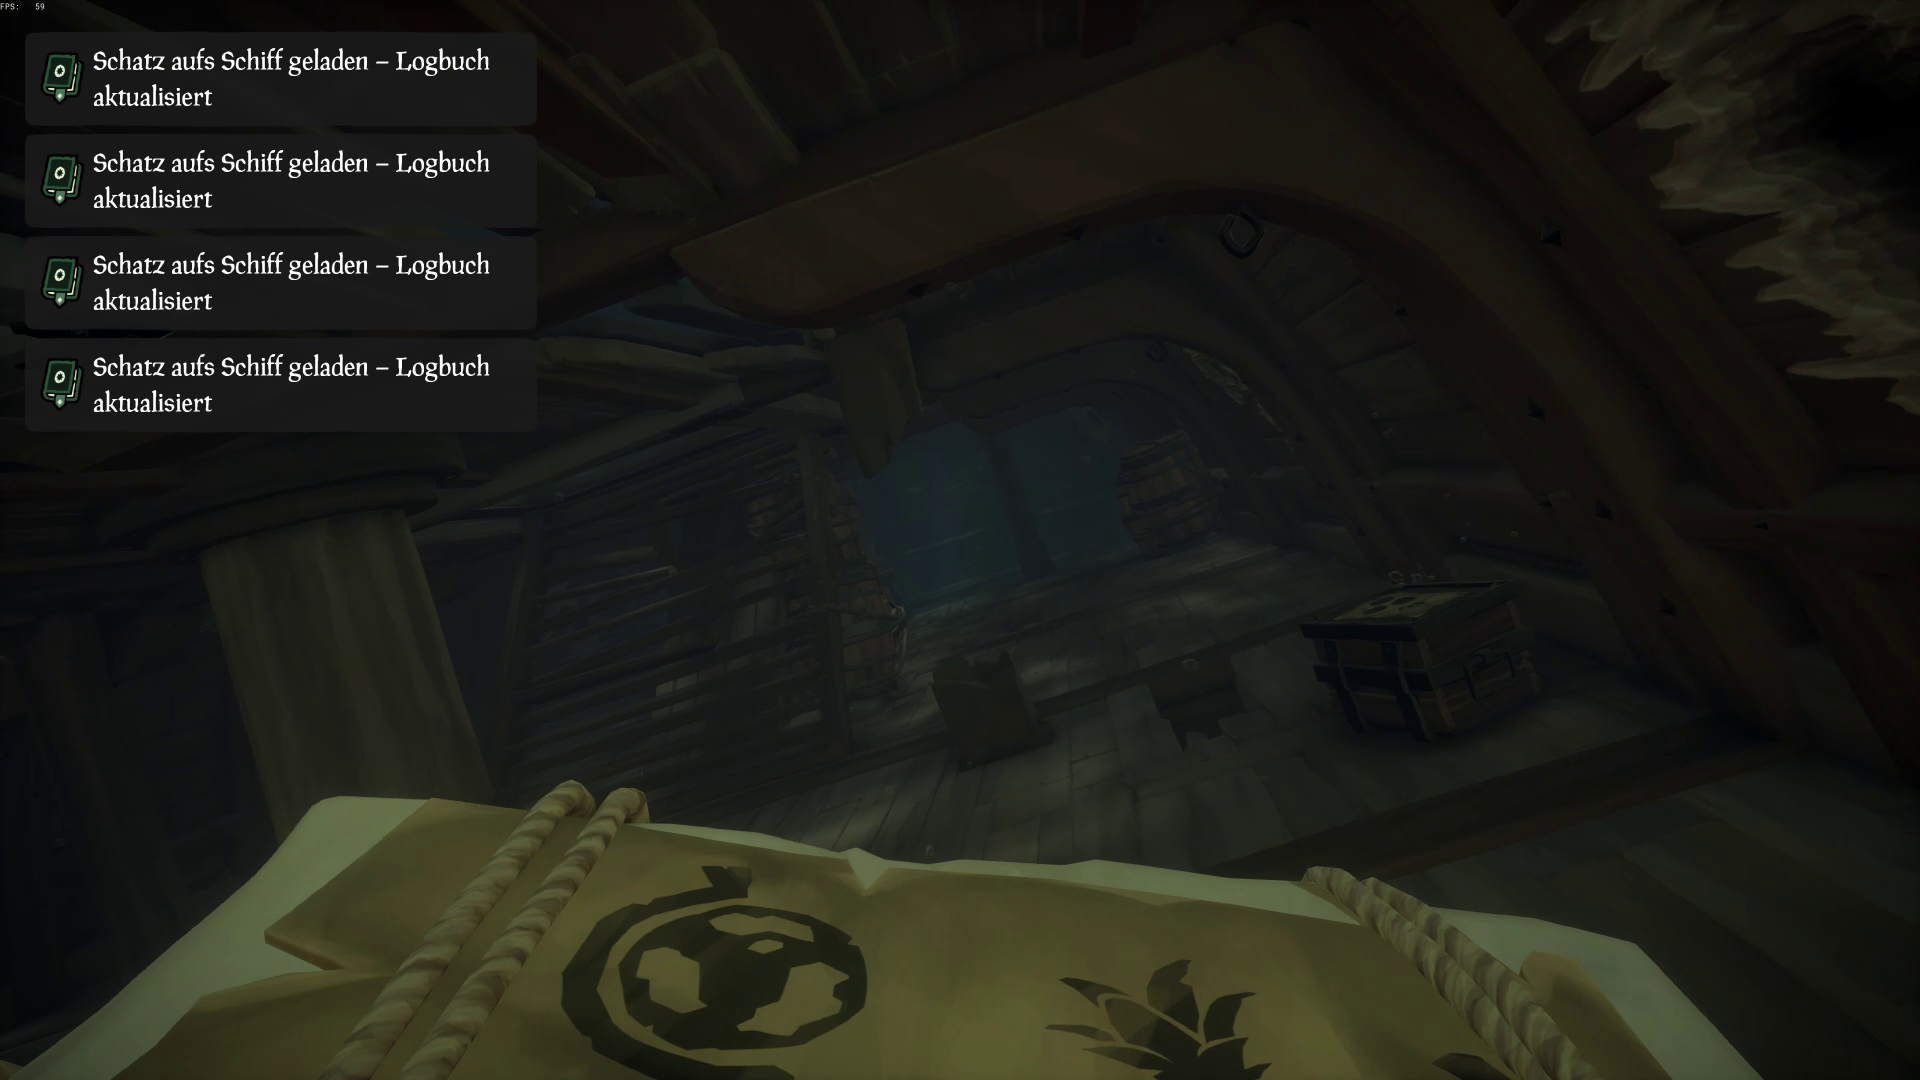 FPS: 59
Schatz aufs Schiff geladen – Logbuch
aktualisiert
Schatz aufs Schiff geladen – Logbuch
aktualisiert
Schatz aufs Schiff geladen – Logbuch
aktualisiert
Schatz aufs Schiff geladen – Logbuch
aktualisiert